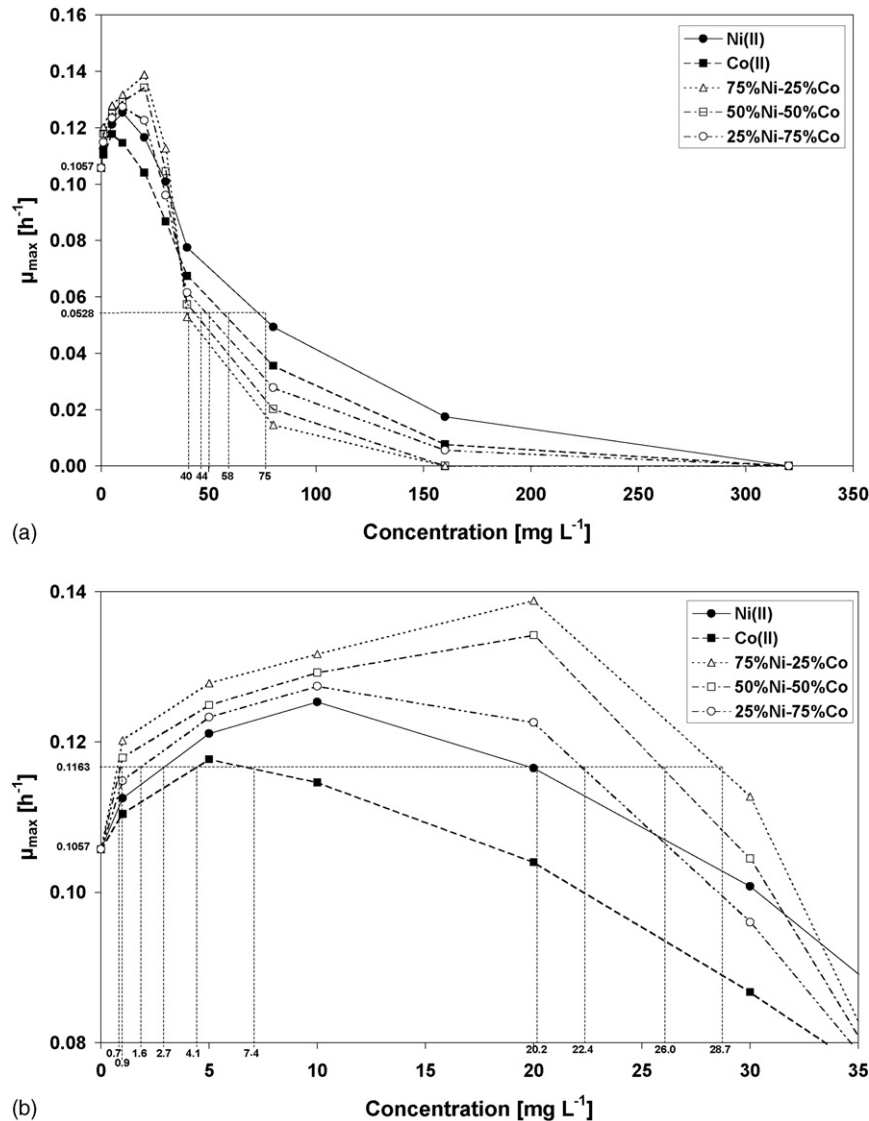 0.16
0.14
0.12
0.1057
0.10
0.08
0.06
0.0528
0.04
0.02
0.00
μmax [h-1]
Ni(II)
Co(II)
75%Ni-25%Co
50%Ni-50%Co
25%Ni-75%Co
40 44 58 75
0 50 100 150 200 250 300 350
Concentration [mg L-1]
(a)
0.14
0.12
0.1163
0.1057
0.10
0.08
μmax [h-1]
Ni(II)
Co(II)
75%Ni-25%Co
50%Ni-50%Co
25%Ni-75%Co
0.7 1.6 2.7 4.1 7.4 20.2 22.4 26.0 28.7
0.9
0 5 10 15 20 25 30 35
Concentration [mg L-1]
(b)